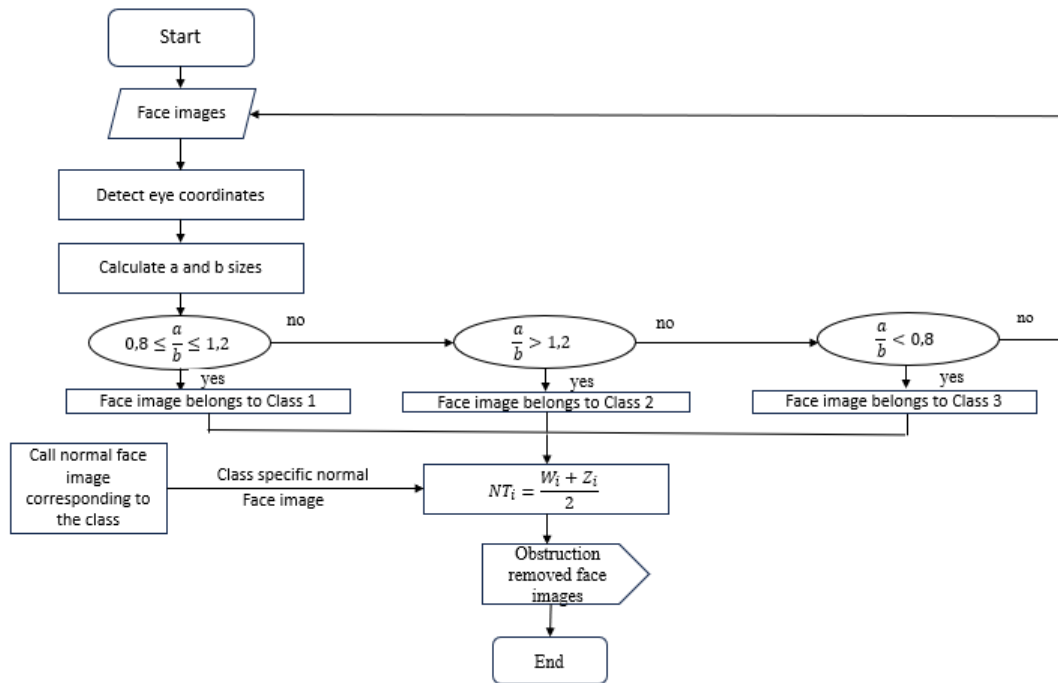 Start
Face images
Detect eye coordinates
Calculate a and b sizes
0,8 ≤ a/b ≤ 1,2
no
a/b > 1,2
no
a/b < 0,8
no
yes
yes
yes
Face image belongs to Class 1
Face image belongs to Class 2
Face image belongs to Class 3
Call normal face
image
corresponding to
the class
Class specific normal
Face image
NTᵢ = (Wᵢ + Zᵢ)/2
Obstruction
removed face
images
End